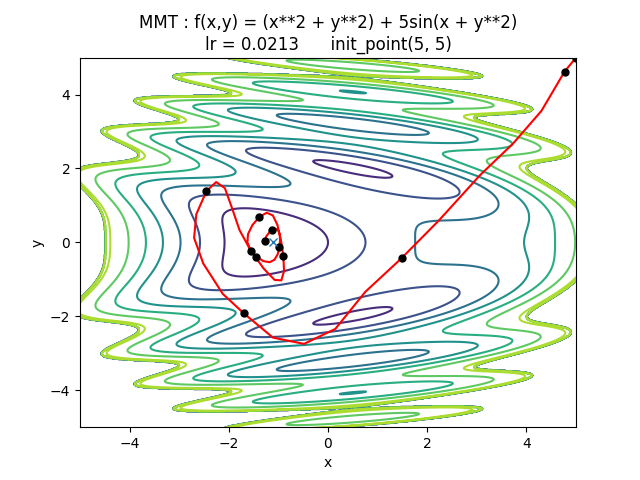 MMT : f(x,y) = (x**2 + y**2) + 5sin(x + y**2)
lr = 0.0213      init_point(5, 5)
4
2
0
−2
−4
y
−4 −2 0 2 4
x